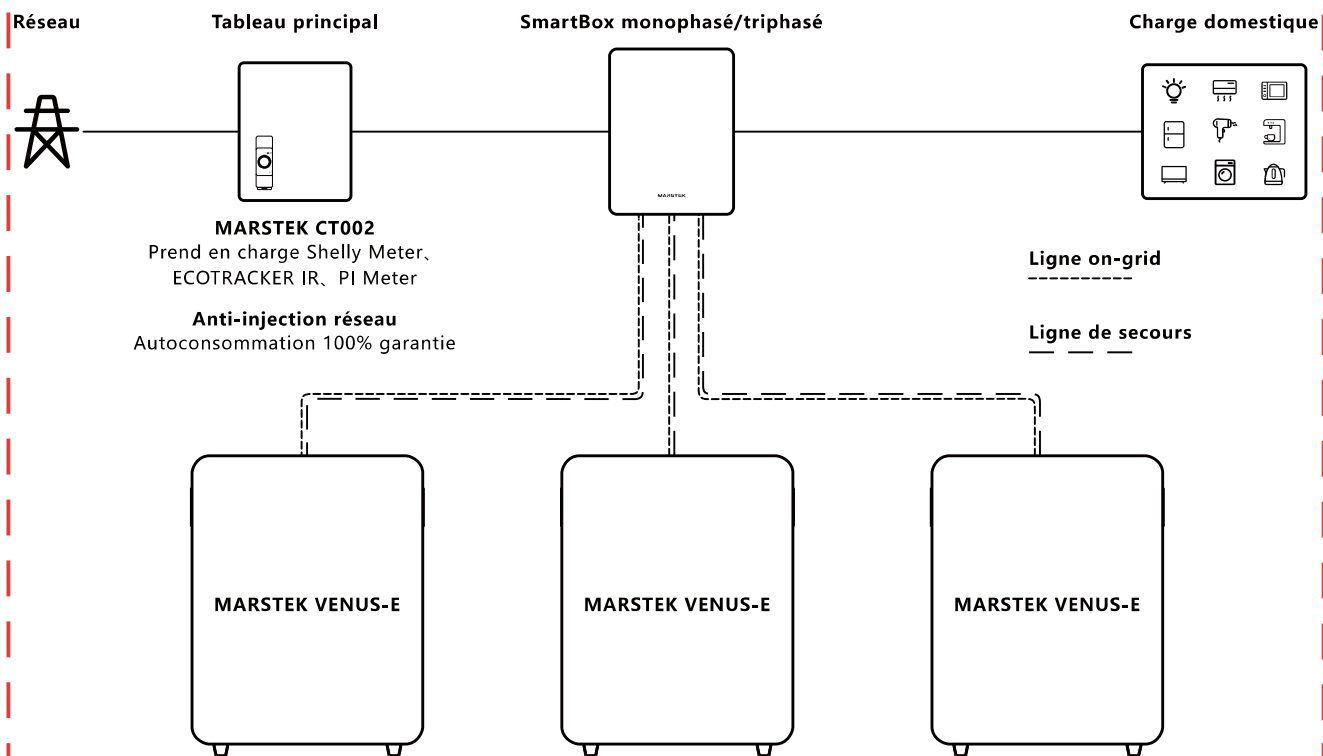 Réseau
Tableau principal
SmartBox monophasé/triphasé
Charge domestique
MARSTEK
MARSTEK CT002
Prend en charge Shelly Meter、
ECOTRACKER IR、PI Meter
Anti-injection réseau
Autoconsommation 100% garantie
Ligne on-grid
Ligne de secours
MARSTEK VENUS-E
MARSTEK VENUS-E
MARSTEK VENUS-E